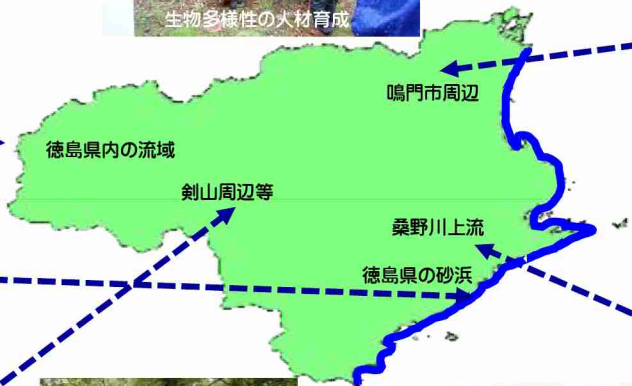 生物多様性の人材育成
鳴門市周辺
徳島県内の流域
剣山周辺等
桑野川上流
徳島県の砂浜